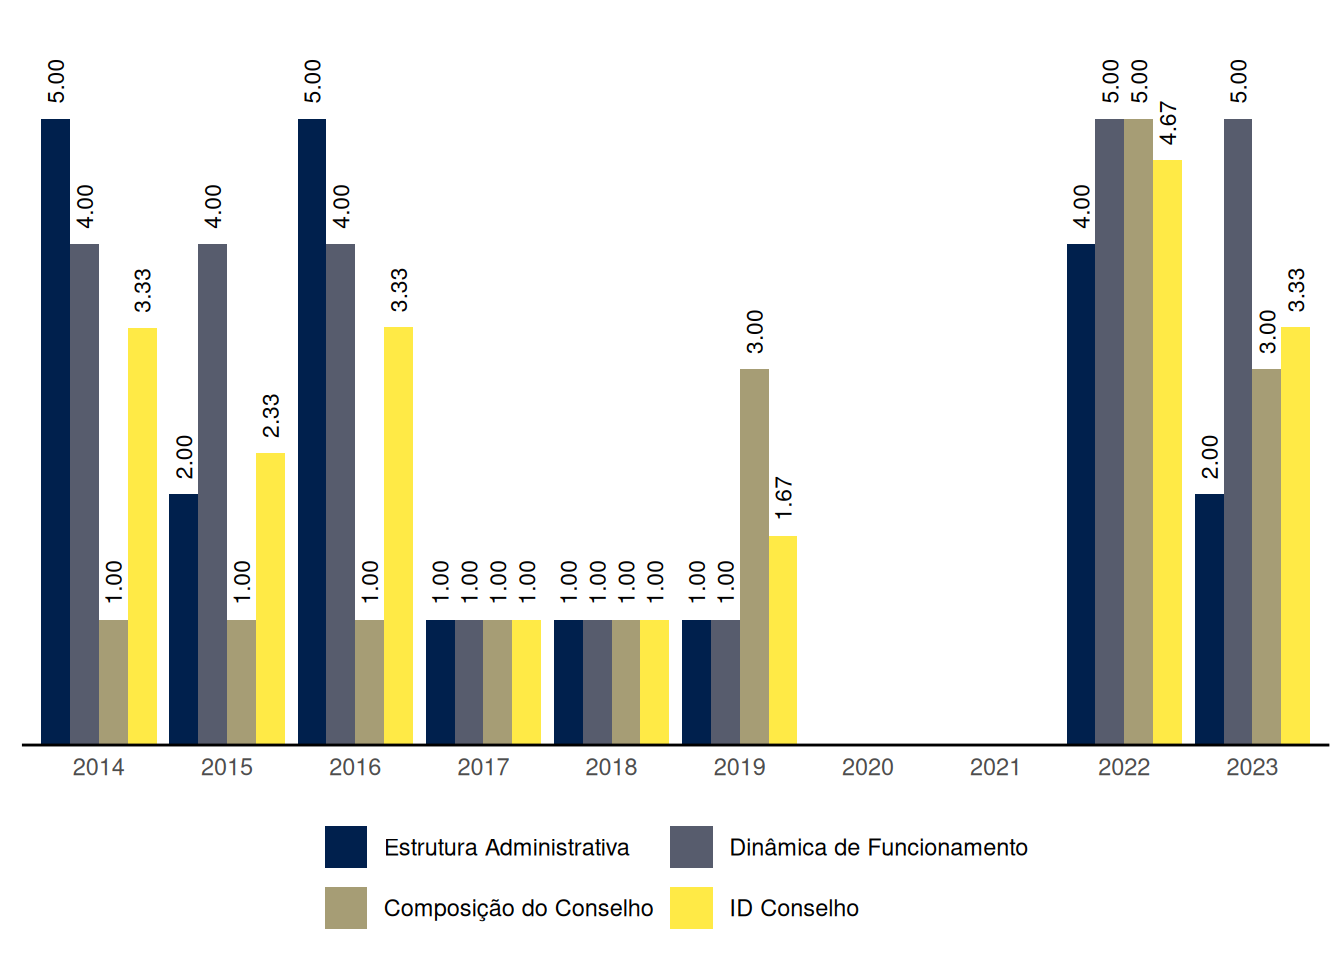 5.00 4.00 1.00 3.33 2.00 4.00 1.00 2.33 5.00 4.00 1.00 3.33 1.00 1.00 1.00 1.00 1.00 1.00 1.00 1.00 1.00 1.00 3.00 1.67 4.00 5.00 5.00 4.67 2.00 5.00 3.00 3.33
2014 2015 2016 2017 2018 2019 2020 2021 2022 2023
Estrutura Administrativa Dinâmica de Funcionamento
Composição do Conselho ID Conselho